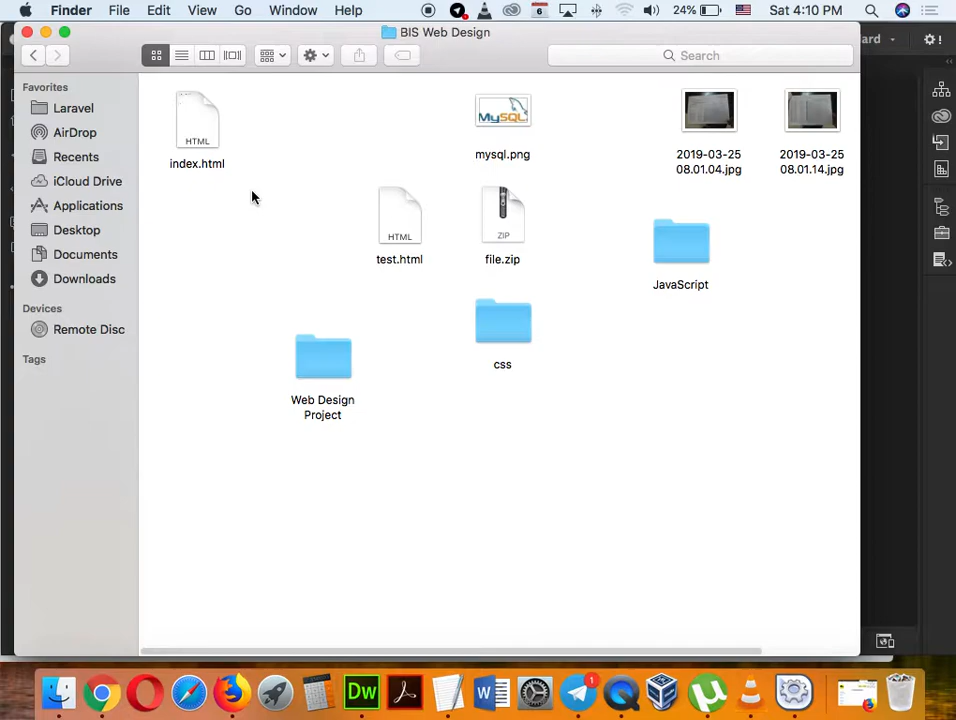 Finder File Edit View Go Window Help 6 24% Sat 4:10 PM
BIS Web Design
ard
Search
Favorites
Laravel
AirDrop
Recents
iCloud Drive
Applications
Desktop
Documents
Downloads
Devices
Remote Disc
Tags
HTML
index.html
MySQL
mysql.png
2019-03-25
08.01.04.jpg
2019-03-25
08.01.14.jpg
HTML
test.html
ZIP
file.zip
JavaScript
css
Web Design
Project
Dw
W
1